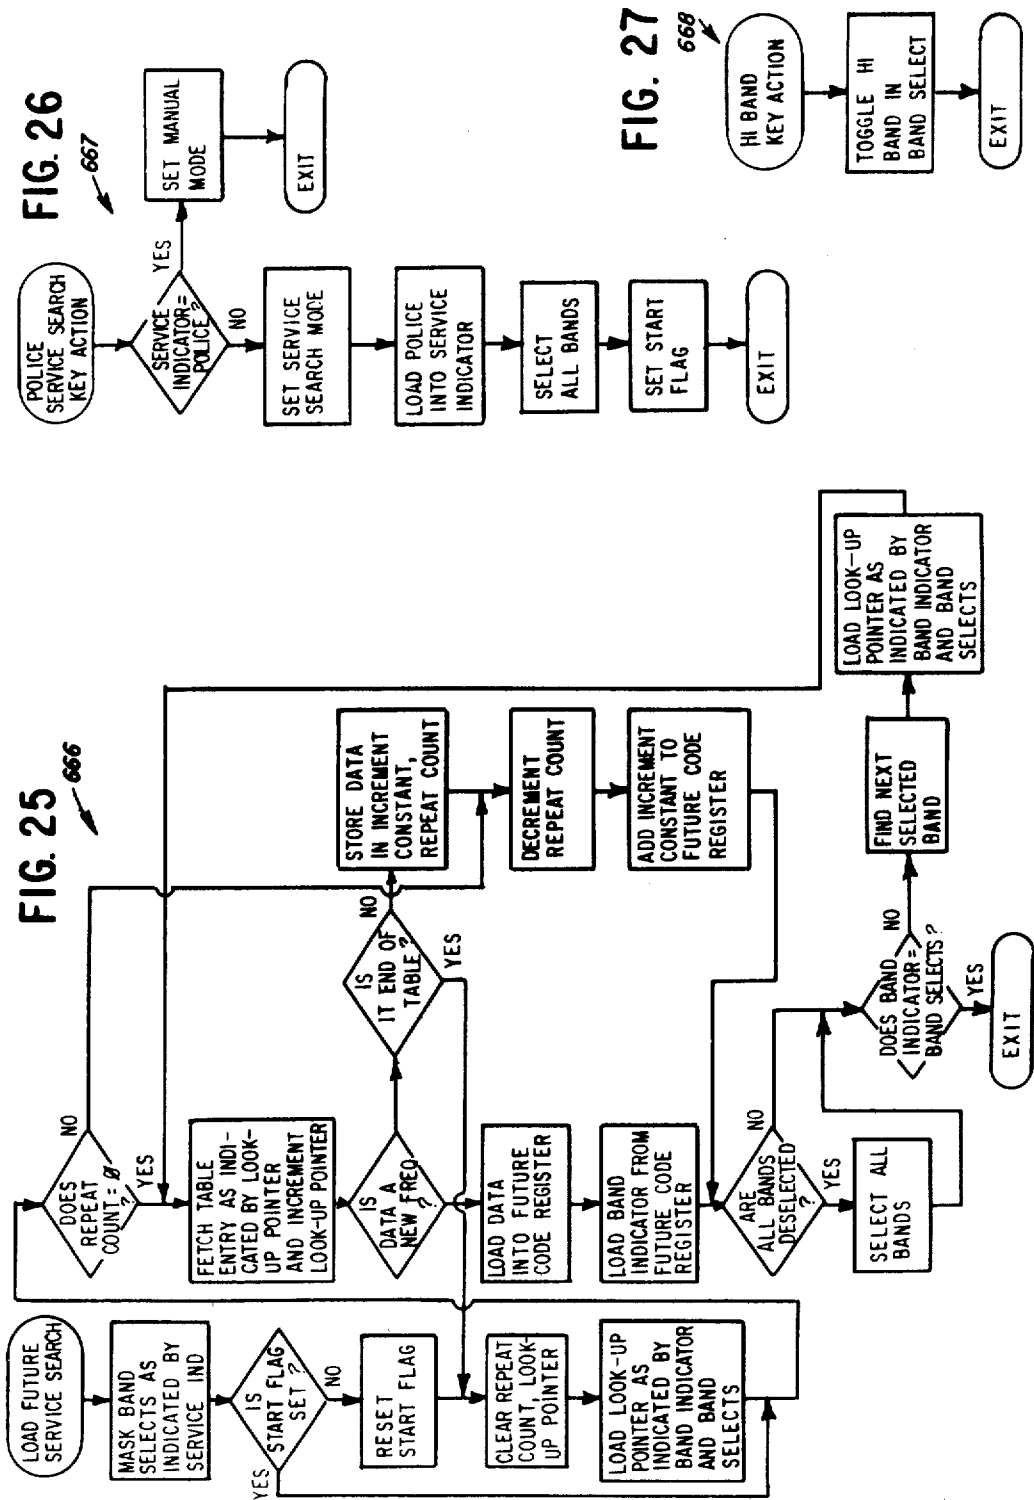 FIG. 25
666
LOAD FUTURE
SERVICE SEARCH
MASK BAND
SELECTS AS
INDICATED BY
SERVICE IND
IS
START FLAG
SET ?
YES
NO
RESET
START FLAG
CLEAR REPEAT
COUNT, LOOK-
UP POINTER
LOAD LOOK-UP
POINTER AS
INDICATED BY
BAND INDICATOR
AND BAND
SELECTS
DOES
REPEAT
COUNT = Ø
?
NO
YES
FETCH TABLE
ENTRY AS INDI-
CATED BY LOOK-
UP POINTER
AND INCREMENT
LOOK-UP POINTER
IS
DATA A
NEW FREQ
?
IS
IT END OF
TABLE ?
NO
YES
STORE DATA
IN INCREMENT
CONSTANT,
REPEAT COUNT
DECREMENT
REPEAT COUNT
ADD INCREMENT
CONSTANT TO
FUTURE CODE
REGISTER
LOAD DATA
INTO FUTURE
CODE REGISTER
LOAD BAND
INDICATOR FROM
FUTURE CODE
REGISTER
ARE
ALL BANDS
DESELECTED
?
NO
YES
SELECT ALL
BANDS
DOES BAND
INDICATOR =
BAND SELECTS ?
NO
YES
EXIT
FIND NEXT
SELECTED
BAND
LOAD LOOK-UP
POINTER AS
INDICATED BY
BAND INDICATOR
AND BAND
SELECTS
FIG. 26
667
POLICE
SERVICE SEARCH
KEY ACTION
SERVICE
INDICATOR =
POLICE ?
YES
NO
SET MANUAL
MODE
EXIT
SET SERVICE
SEARCH MODE
LOAD POLICE
INTO SERVICE
INDICATOR
SELECT
ALL BANDS
SET START
FLAG
EXIT
FIG. 27
668
HI BAND
KEY ACTION
TOGGLE HI
BAND IN
BAND SELECT
EXIT